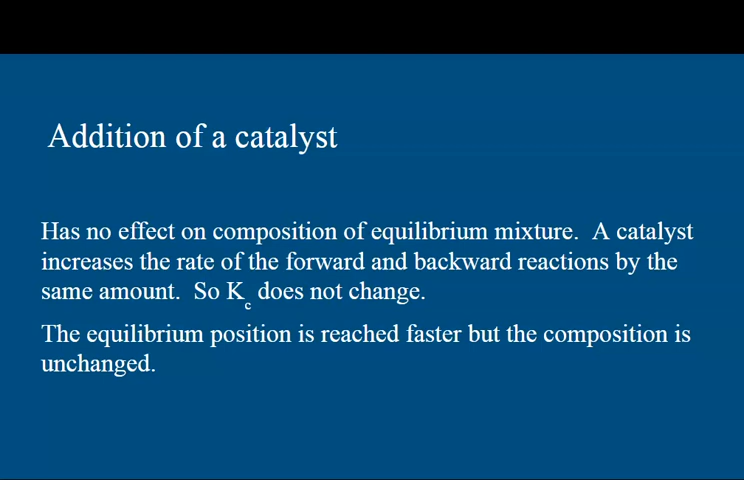 Addition of a catalyst
Has no effect on composition of equilibrium mixture.  A catalyst
increases the rate of the forward and backward reactions by the
same amount.  So Kc does not change.
The equilibrium position is reached faster but the composition is
unchanged.